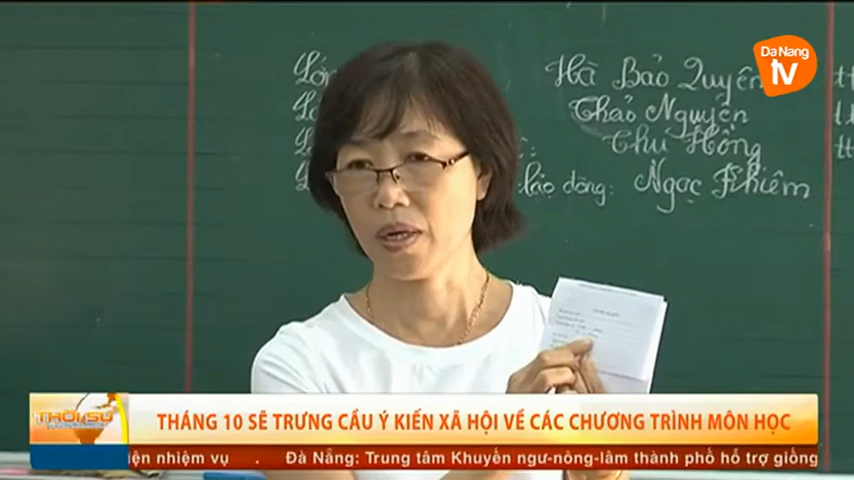 Da Nang
tv
Lớp
Hà Bảo Quyên
Thảo Nguyên
Thu Hồng
lao động: Ngọc Khiêm
THỜI SỰ
THÁNG 10 SẼ TRƯNG CẦU Ý KIẾN XÃ HỘI VỀ CÁC CHƯƠNG TRÌNH MÔN HỌC
iện nhiệm vụ . Đà Nẵng: Trung tâm Khuyến ngư-nông-lâm thành phố hỗ trợ giống